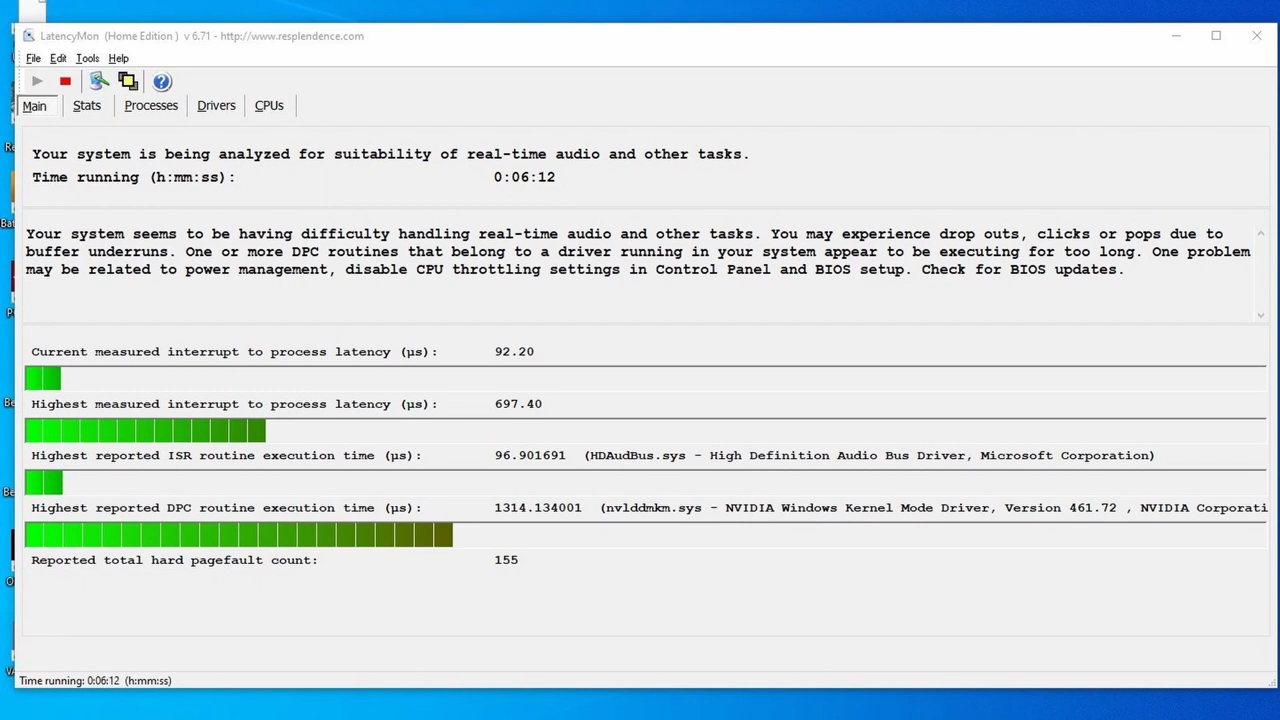 LatencyMon (Home Edition ) v 6.71 - http://www.resplendence.com
File Edit Tools Help
Main Stats Processes Drivers CPUs
Your system is being analyzed for suitability of real-time audio and other tasks.
Time running (h:mm:ss): 0:06:12
Your system seems to be having difficulty handling real-time audio and other tasks. You may experience drop outs, clicks or pops due to
buffer underruns. One or more DPC routines that belong to a driver running in your system appear to be executing for too long. One problem
may be related to power management, disable CPU throttling settings in Control Panel and BIOS setup. Check for BIOS updates.
Current measured interrupt to process latency (µs): 92.20
Highest measured interrupt to process latency (µs): 697.40
Highest reported ISR routine execution time (µs): 96.901691 (HDAudBus.sys - High Definition Audio Bus Driver, Microsoft Corporation)
Highest reported DPC routine execution time (µs): 1314.134001 (nvlddmkm.sys - NVIDIA Windows Kernel Mode Driver, Version 461.72 , NVIDIA Corporati
Reported total hard pagefault count: 155
Time running: 0:06:12 (h:mm:ss)